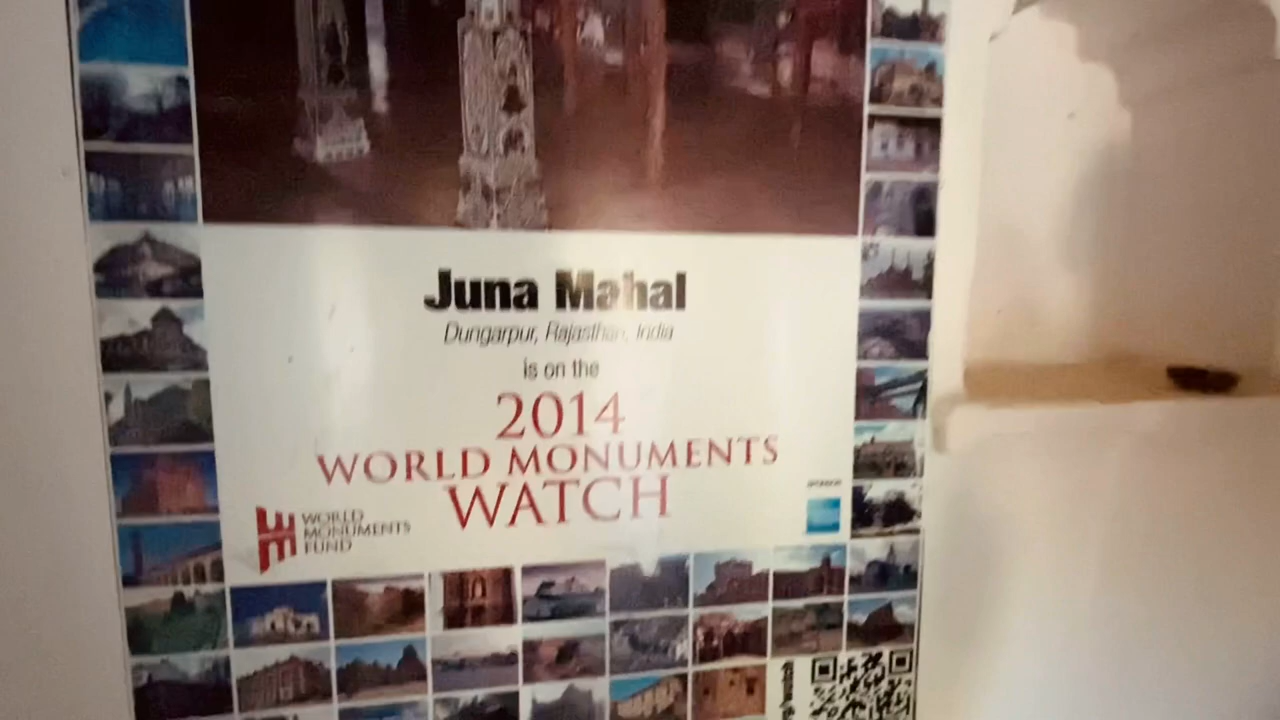 Juna Mahal
Dungarpur, Rajasthan, India
is on the
2014
WORLD MONUMENTS
WATCH
WORLD
MONUMENTS
FUND